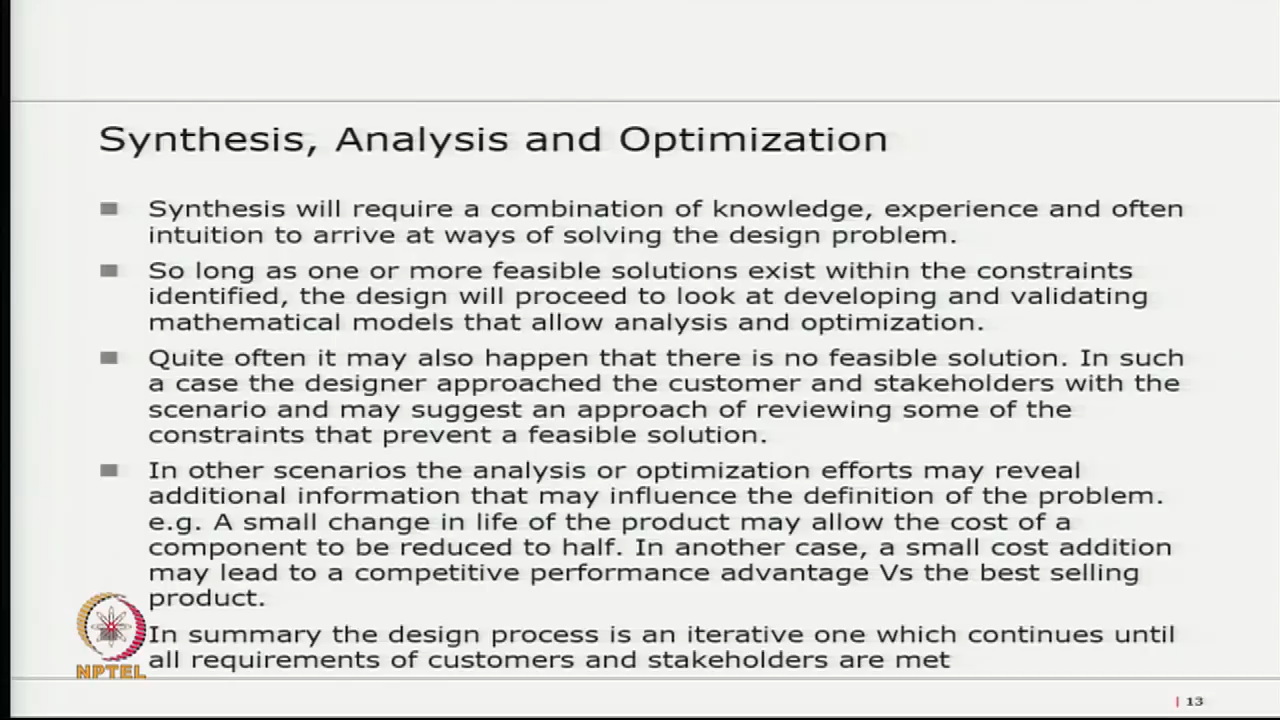 Synthesis, Analysis and Optimization
Synthesis will require a combination of knowledge, experience and often
intuition to arrive at ways of solving the design problem.
So long as one or more feasible solutions exist within the constraints
identified, the design will proceed to look at developing and validating
mathematical models that allow analysis and optimization.
Quite often it may also happen that there is no feasible solution. In such
a case the designer approached the customer and stakeholders with the
scenario and may suggest an approach of reviewing some of the
constraints that prevent a feasible solution.
In other scenarios the analysis or optimization efforts may reveal
additional information that may influence the definition of the problem.
e.g. A small change in life of the product may allow the cost of a
component to be reduced to half. In another case, a small cost addition
may lead to a competitive performance advantage Vs the best selling
product.
In summary the design process is an iterative one which continues until
all requirements of customers and stakeholders are met
NPTEL
| 13